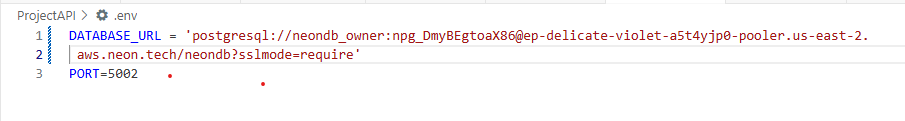 ProjectAPI > .env
1 DATABASE_URL = 'postgresql://neondb_owner:npg_DmyBEgtoaX86@ep-delicate-violet-a5t4yjp0-pooler.us-east-2.
2 aws.neon.tech/neondb?sslmode=require'
3 PORT=5002